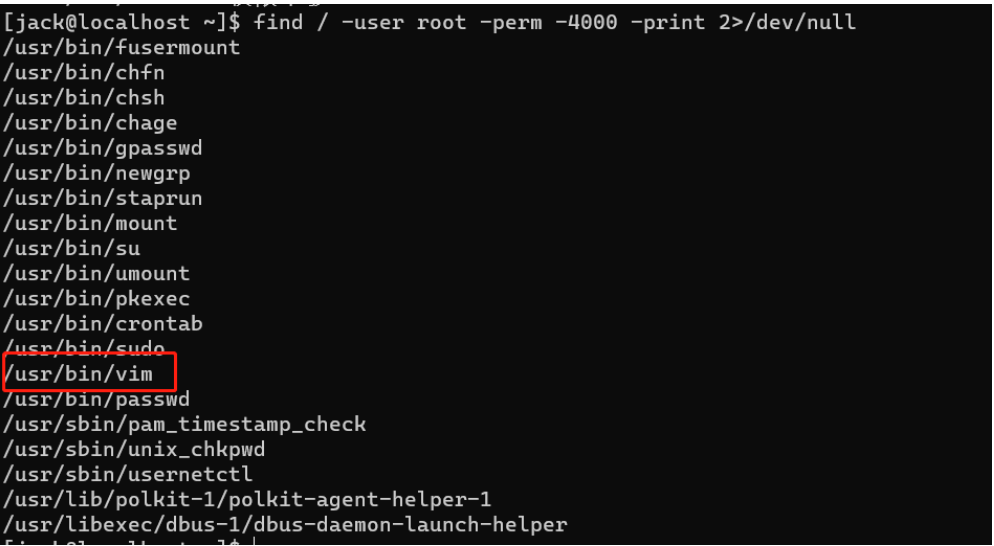 [jack@localhost ~]$ find / -user root -perm -4000 -print 2>/dev/null
/usr/bin/fusermount
/usr/bin/chfn
/usr/bin/chsh
/usr/bin/chage
/usr/bin/gpasswd
/usr/bin/newgrp
/usr/bin/staprun
/usr/bin/mount
/usr/bin/su
/usr/bin/umount
/usr/bin/pkexec
/usr/bin/crontab
/usr/bin/sudo
/usr/bin/vim
/usr/bin/passwd
/usr/sbin/pam_timestamp_check
/usr/sbin/unix_chkpwd
/usr/sbin/usernetctl
/usr/lib/polkit-1/polkit-agent-helper-1
/usr/libexec/dbus-1/dbus-daemon-launch-helper